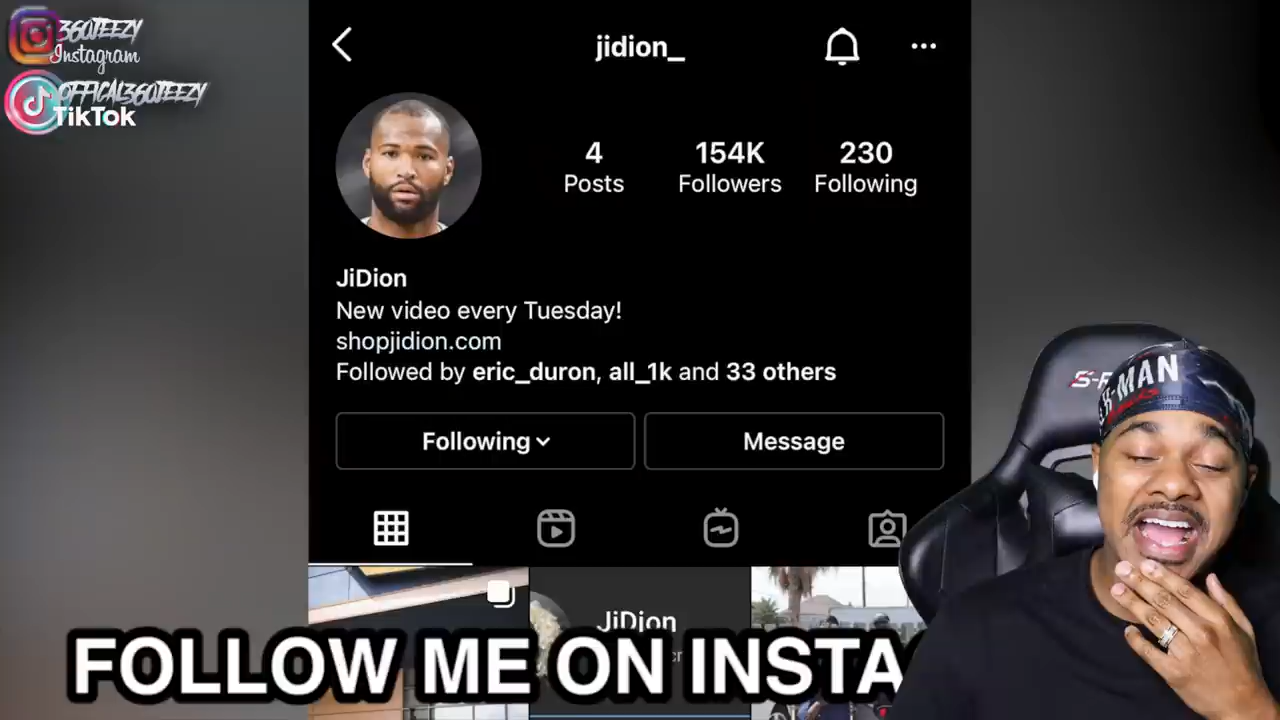 360JEEZY
Instagram
OFFICAL360JEEZY
TikTok
jidion_
4
Posts
154K
Followers
230
Following
JiDion
New video every Tuesday!
shopjidion.com
Followed by eric_duron, all_1k and 33 others
Following
Message
JiDion
FOLLOW ME ON INSTA
MAN